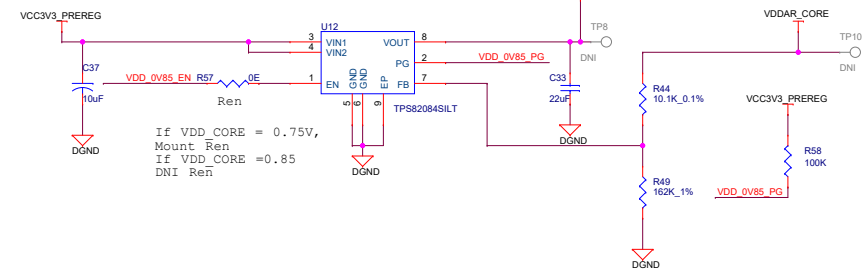 VCC3V3_PREREG
VDDAR_CORE
U12
TP8
TP10
3
VIN1
VOUT
8
4
VIN2
DNI
DNI
2
VDD_0V85_PG
PG
C37
VDD_0V85_EN
R57
0E
1
EN
FB
7
GND
GND
EP
C33
R44
10.1K_0.1%
VCC3V3_PREREG
10uF
Ren
5
6
9
TPS82084SILT
22uF
If VDD_CORE = 0.75V,
Mount Ren
If VDD_CORE =0.85
DNI Ren
DGND
DGND
DGND
R58
100K
R49
162K_1%
VDD_0V85_PG
DGND